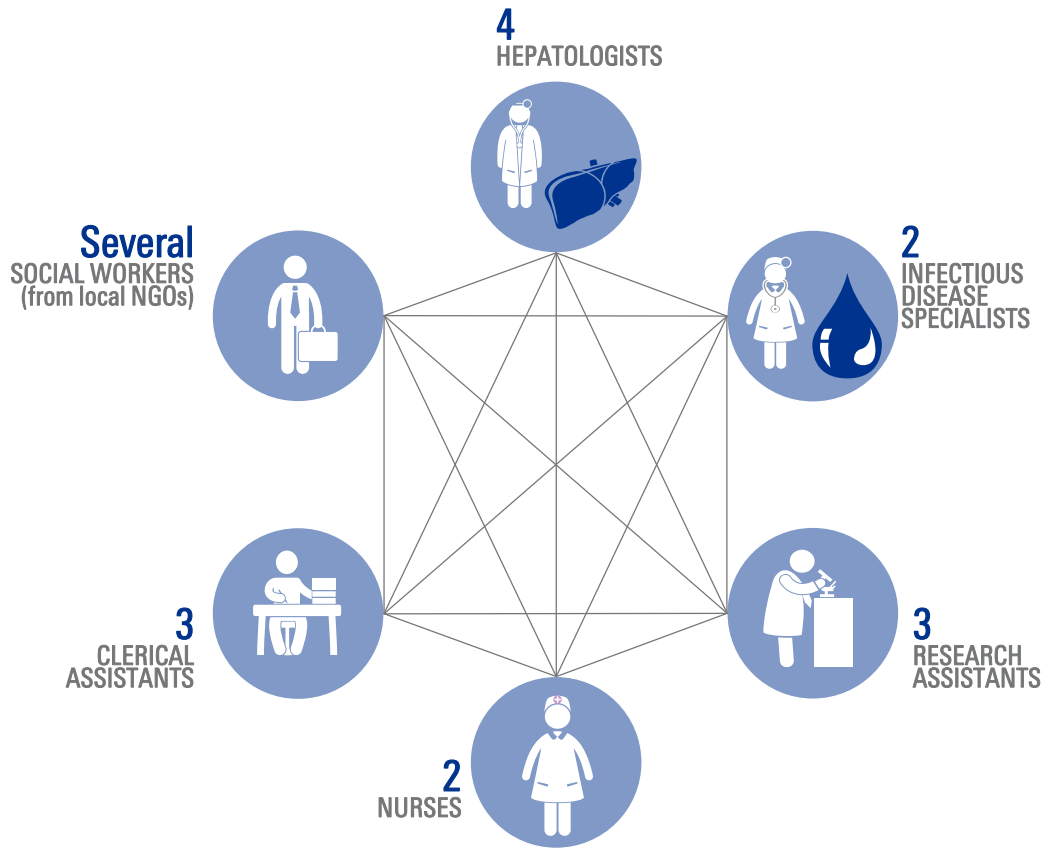 4
HEPATOLOGISTS
Several
SOCIAL WORKERS
(from local NGOs)
2
INFECTIOUS
DISEASE
SPECIALISTS
3
CLERICAL
ASSISTANTS
3
RESEARCH
ASSISTANTS
2
NURSES